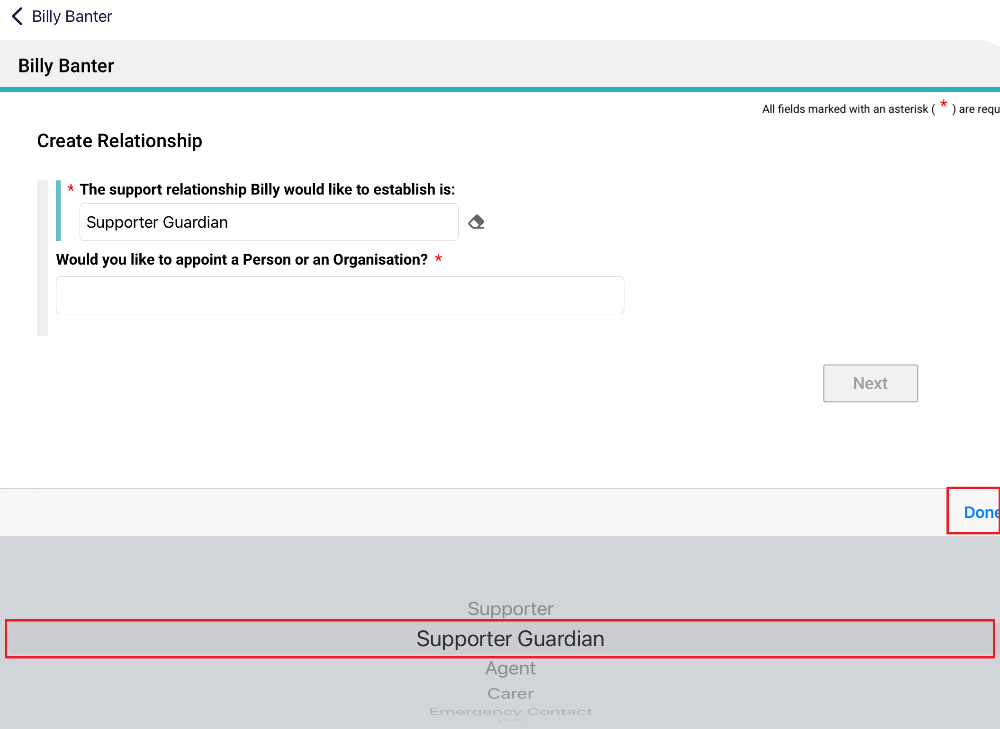 Billy Banter
Billy Banter
All fields marked with an asterisk ( * ) are requ
Create Relationship
* The support relationship Billy would like to establish is:
Supporter Guardian
Would you like to appoint a Person or an Organisation? *
Next
Done
Supporter
Supporter Guardian
Agent
Carer
Emergency Contact